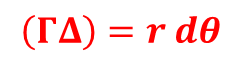 (ΓΔ) = r dθ